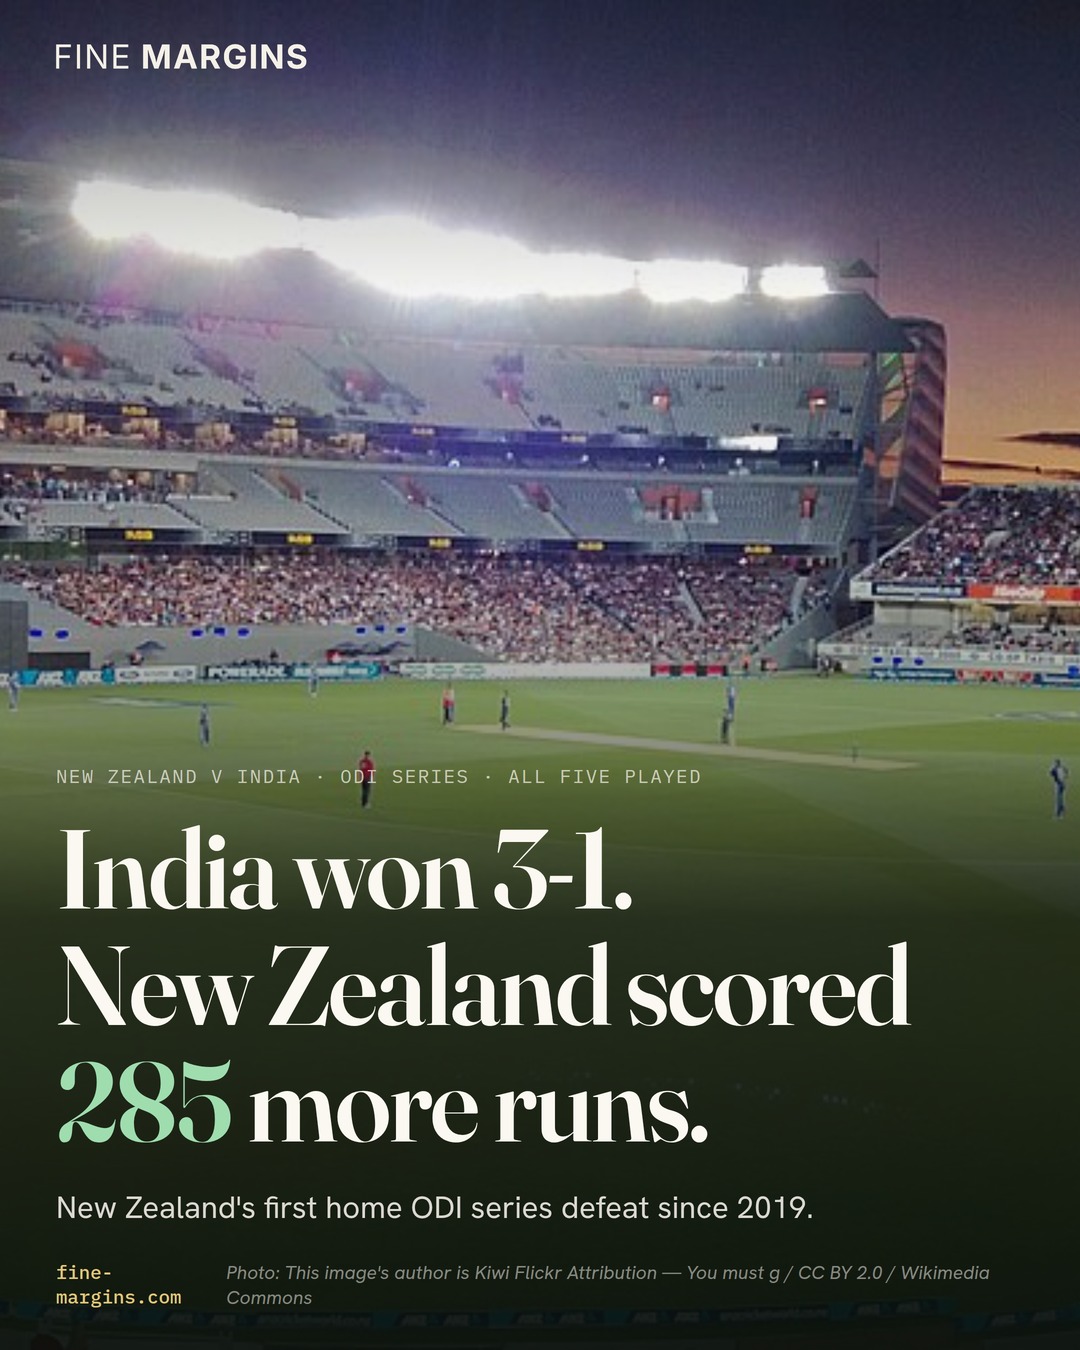 FINE MARGINS
POWERADE
NEW ZEALAND V INDIA · ODI SERIES · ALL FIVE PLAYED
India won 3-1.
New Zealand scored
285 more runs.
New Zealand's first home ODI series defeat since 2019.
fine-
margins.com
Photo: This image's author is Kiwi Flickr Attribution — You must g / CC BY 2.0 / Wikimedia
Commons